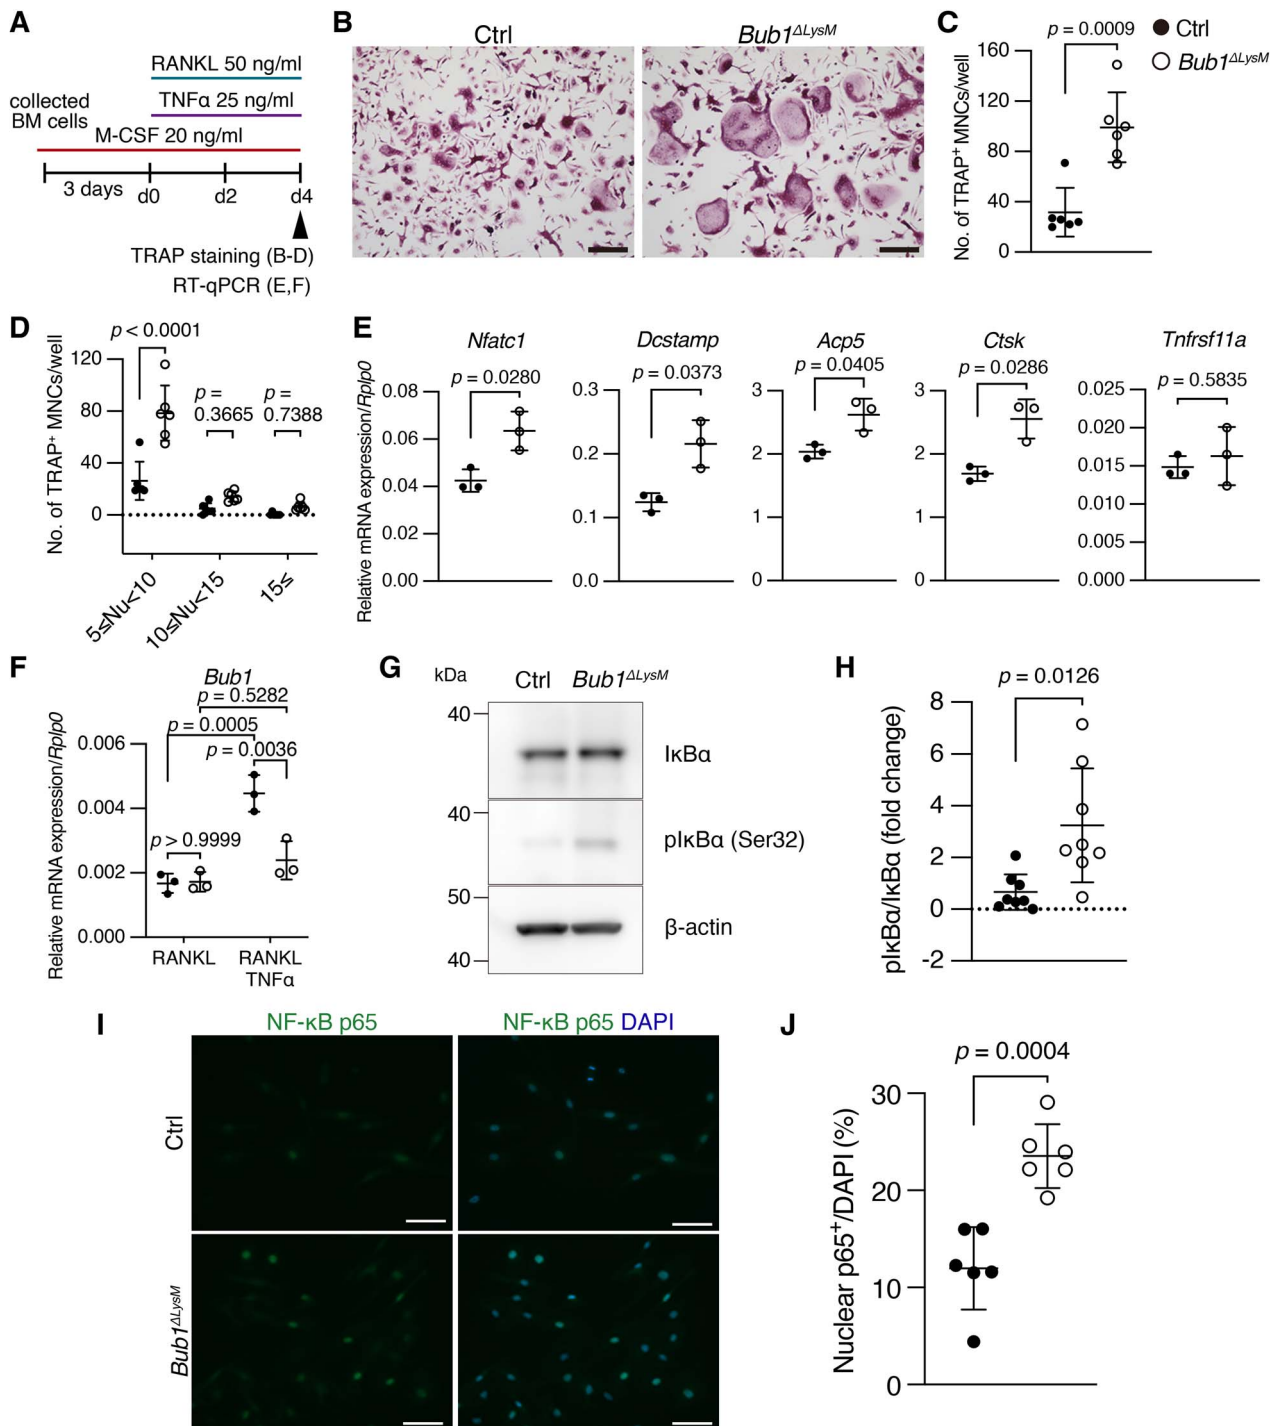 A
RANKL 50 ng/ml
TNFα 25 ng/ml
collected
BM cells
M-CSF 20 ng/ml
3 days
d0
d2
d4
TRAP staining (B-D)
RT-qPCR (E,F)
B
Ctrl
Bub1ΔLysM
C
p = 0.0009
Ctrl
Bub1ΔLysM
No. of TRAP+ MNCs/well
160
120
80
40
0
D
p < 0.0001
p = 0.3665
p = 0.7388
No. of TRAP+ MNCs/well
120
80
40
0
5≤Nu<10
10≤Nu<15
15≤
E
Relative mRNA expression/Rplp0
Nfatc1
p = 0.0280
0.08
0.06
0.04
0.02
0.00
Dcstamp
p = 0.0373
0.3
0.2
0.1
0.0
Acp5
p = 0.0405
3
2
1
0
Ctsk
p = 0.0286
3
2
1
0
Tnfrsf11a
p = 0.5835
0.025
0.020
0.015
0.010
0.005
0.000
F
Bub1
p = 0.5282
p = 0.0005
p = 0.0036
p > 0.9999
Relative mRNA expression/Rplp0
0.006
0.004
0.002
0.000
RANKL
RANKL
TNFα
G
kDa
Ctrl
Bub1ΔLysM
40
IκBα
40
pIκBα (Ser32)
50
β-actin
40
H
p = 0.0126
pIκBα/IκBα (fold change)
8
6
4
2
0
-2
I
NF-κB p65
NF-κB p65 DAPI
Ctrl
Bub1ΔLysM
J
p = 0.0004
Nuclear p65+/DAPI (%)
30
20
10
0